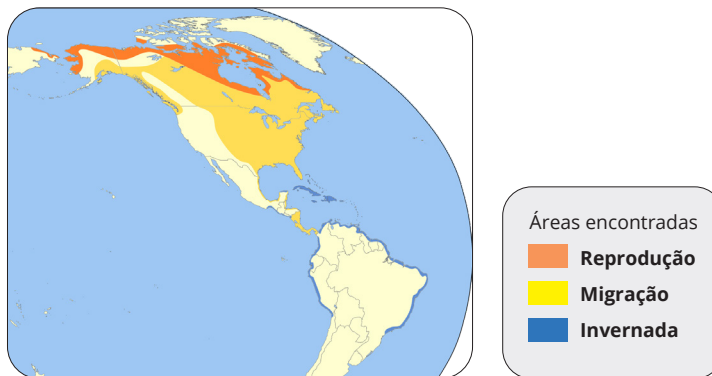 Áreas encontradas
Reprodução
Migração
Invernada